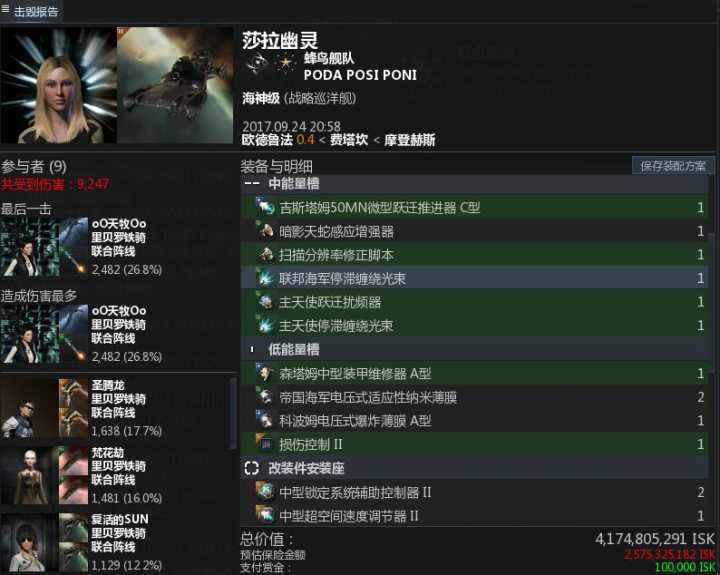 击毁报告
莎拉幽灵
蜂鸟舰队
PODA POSI PONI
海神级 (战略巡洋舰)
2017.09.24 20:58
欧德鲁法 0.4 < 费塔坎 < 摩登赫斯
参与者 (9)
共受到伤害：9,247
最后一击
oO天牧Oo
里贝罗铁骑
联合阵线
2,482 (26.8%)
造成伤害最多
oO天牧Oo
里贝罗铁骑
联合阵线
2,482 (26.8%)
圣腾龙
里贝罗铁骑
联合阵线
1,638 (17.7%)
梵花劫
里贝罗铁骑
联合阵线
1,481 (16.0%)
复活的SUN
里贝罗铁骑
联合阵线
1,129 (12.2%)
装备与明细
保存装配方案
中能量槽
吉斯塔姆50MN微型跃迁推进器 C型 1
暗影天蛇感应增强器 1
扫描分辨率修正脚本 1
联邦海军停滞缠绕光束 1
主天使跃迁扰频器 1
主天使停滞缠绕光束 1
低能量槽
森塔姆中型装甲维修器 A型 1
帝国海军电压式适应性纳米薄膜 2
科波姆电压式爆炸薄膜 A型 1
损伤控制 II 1
改装件安装座
中型锁定系统辅助控制器 II 2
中型超空间速度调节器 II 1
总价值： 4,174,805,291 ISK
预估保险金额 2,575,325,182 ISK
支付赏金： 100,000 ISK